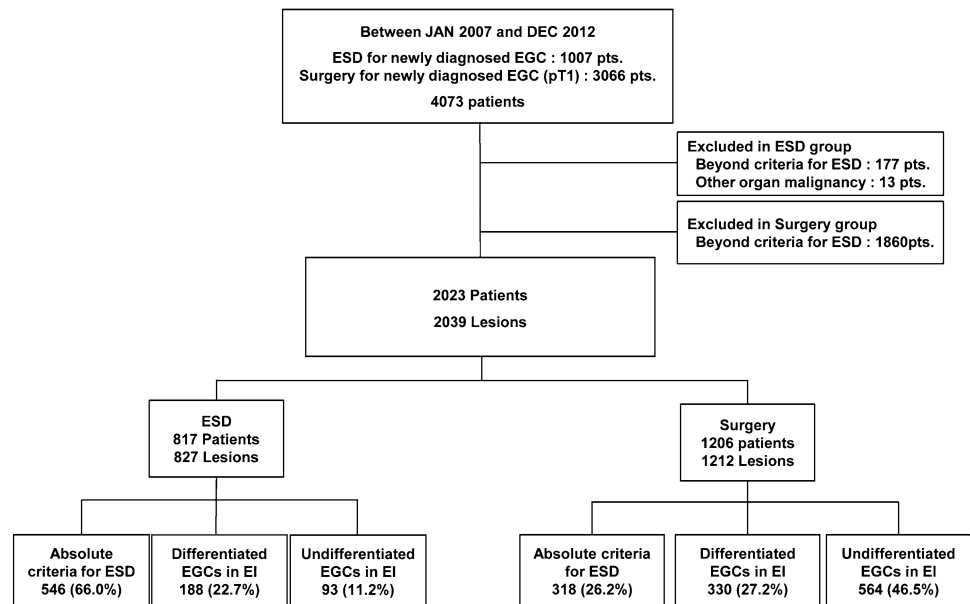 Between JAN 2007 and DEC 2012
ESD for newly diagnosed EGC : 1007 pts.
Surgery for newly diagnosed EGC (pT1) : 3066 pts.
4073 patients
Excluded in ESD group
Beyond criteria for ESD : 177 pts.
Other organ malignancy : 13 pts.
Excluded in Surgery group
Beyond criteria for ESD : 1860pts.
2023 Patients
2039 Lesions
ESD
817 Patients
827 Lesions
Surgery
1206 patients
1212 Lesions
Absolute
criteria for ESD
546 (66.0%)
Differentiated
EGCs in EI
188 (22.7%)
Undifferentiated
EGCs in EI
93 (11.2%)
Absolute criteria
for ESD
318 (26.2%)
Differentiated
EGCs in EI
330 (27.2%)
Undifferentiated
EGCs in EI
564 (46.5%)